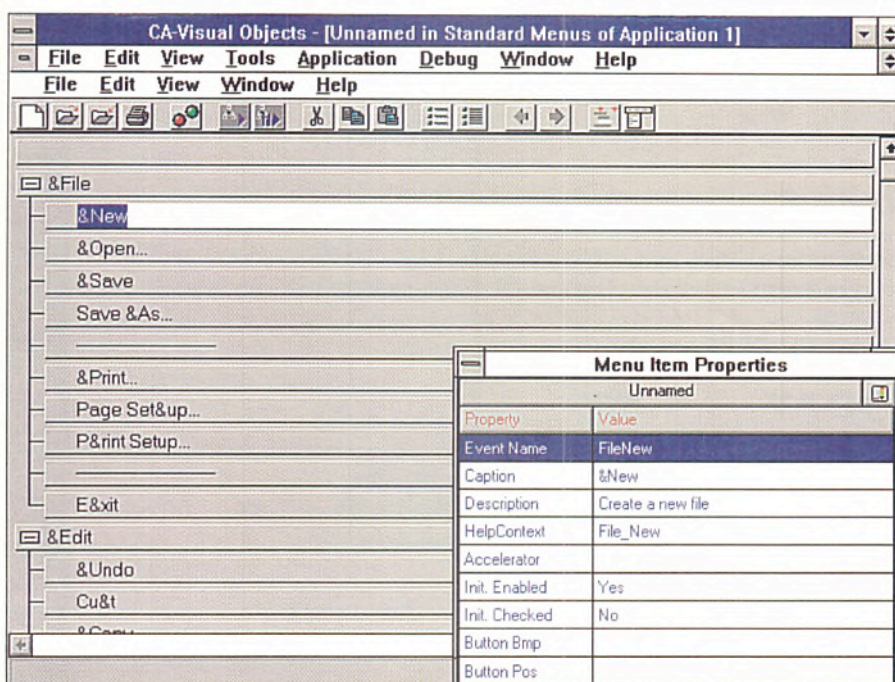 CA-Visual Objects - [Unnamed in Standard Menus of Application 1]
File Edit View Tools Application Debug Window Help
File Edit View Window Help
&File
&New
&Open...
&Save
Save &As...
&Print...
Page Set&up...
P&rint Setup...
E&xit
&Edit
&Undo
Cu&t
&Copy
Menu Item Properties
Unnamed
Property Value
Event Name FileNew
Caption &New
Description Create a new file
HelpContext File_New
Accelerator
Init. Enabled Yes
Init. Checked No
Button Bmp
Button Pos